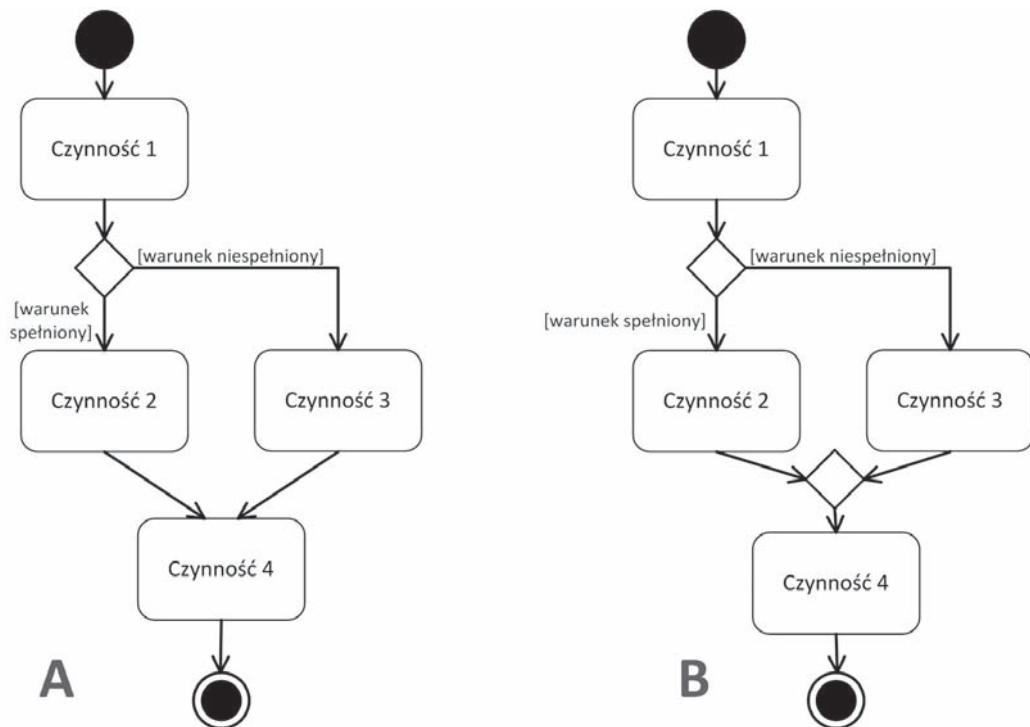 Czynność 1
[warunek niespełniony]
[warunek
spełniony]
Czynność 2
Czynność 3
Czynność 4
A
Czynność 1
[warunek niespełniony]
[warunek spełniony]
Czynność 2
Czynność 3
Czynność 4
B